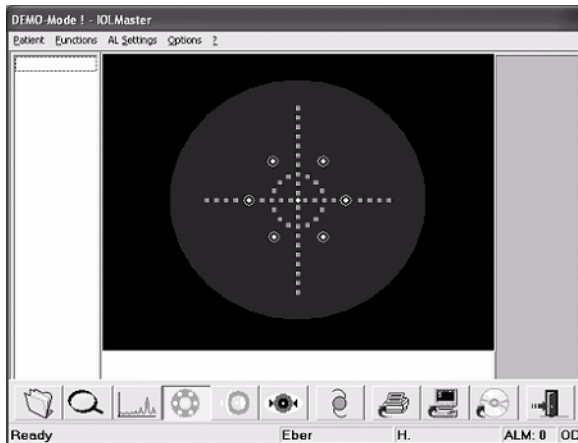 DEMO-Mode ! - IOLMaster
Patient Functions AL Settings Options ?
Ready Eber H. ALM: 0 OD